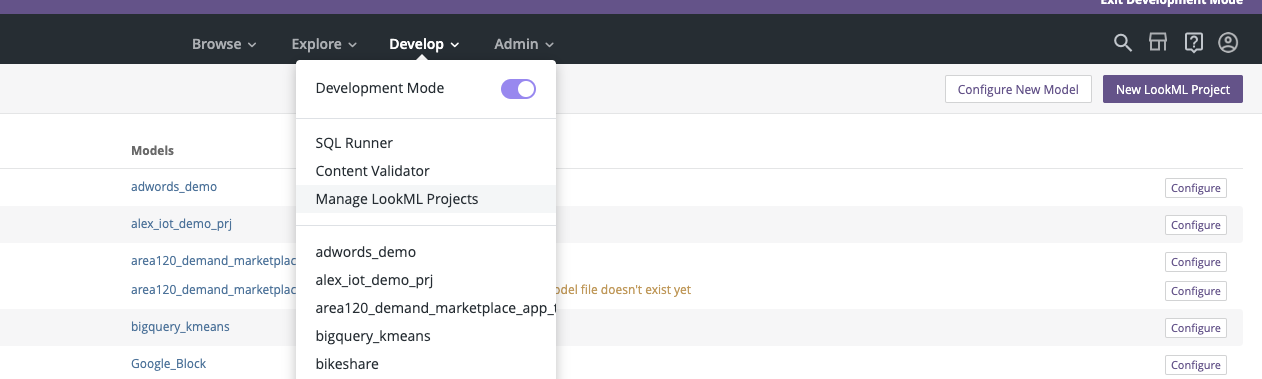 Exit Development Mode
Browse Explore Develop Admin
Development Mode
Configure New Model New LookML Project
SQL Runner
Content Validator
Manage LookML Projects
adwords_demo
alex_iot_demo_prj
area120_demand_marketplace_app_t
bigquery_kmeans
bikeshare
Models
adwords_demo Configure
alex_iot_demo_prj Configure
area120_demand_marketplac Configure
area120_demand_marketplac odel file doesn't exist yet Configure
bigquery_kmeans Configure
Google_Block Configure